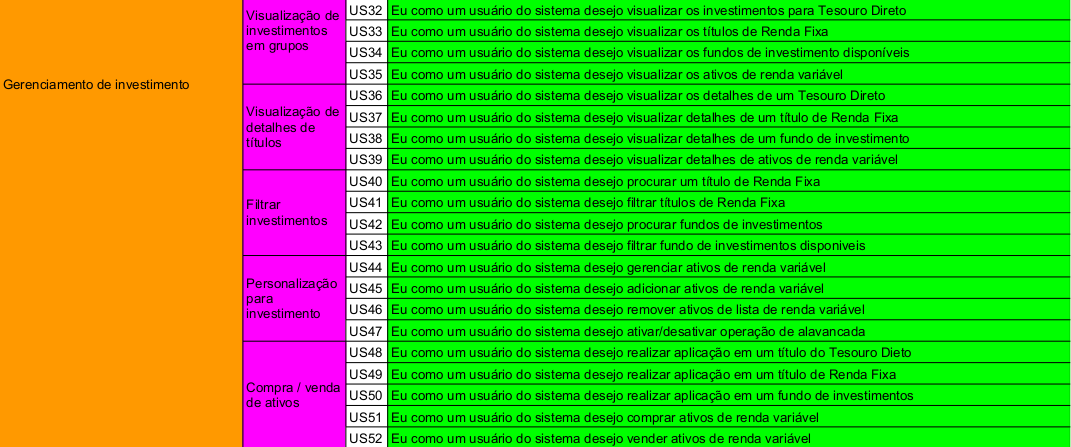 Gerenciamento de investimento
Visualização de
investimentos
em grupos
US32 Eu como um usuário do sistema desejo visualizar os investimentos para Tesouro Direto
US33 Eu como um usuário do sistema desejo visualizar os títulos de Renda Fixa
US34 Eu como um usuário do sistema desejo visualizar os fundos de investimento disponíveis
US35 Eu como um usuário do sistema desejo visualizar os ativos de renda variável
Visualização de
detalhes de
títulos
US36 Eu como um usuário do sistema desejo visualizar os detalhes de um Tesouro Direto
US37 Eu como um usuário do sistema desejo visualizar detalhes de um título de Renda Fixa
US38 Eu como um usuário do sistema desejo visualizar detalhes de um fundo de investimento
US39 Eu como um usuário do sistema desejo visualizar detalhes de ativos de renda variável
Filtrar
investimentos
US40 Eu como um usuário do sistema desejo procurar um título de Renda Fixa
US41 Eu como um usuário do sistema desejo filtrar títulos de Renda Fixa
US42 Eu como um usuário do sistema desejo procurar fundos de investimentos
US43 Eu como um usuário do sistema desejo filtrar fundo de investimentos disponiveis
Personalização
para
investimento
US44 Eu como um usuário do sistema desejo gerenciar ativos de renda variável
US45 Eu como um usuário do sistema desejo adicionar ativos de renda variável
US46 Eu como um usuário do sistema desejo remover ativos de lista de renda variável
US47 Eu como um usuário do sistema desejo ativar/desativar operação de alavancada
Compra / venda
de ativos
US48 Eu como um usuário do sistema desejo realizar aplicação em um título do Tesouro Dieto
US49 Eu como um usuário do sistema desejo realizar aplicação em um título de Renda Fixa
US50 Eu como um usuário do sistema desejo realizar aplicação em um fundo de investimentos
US51 Eu como um usuário do sistema desejo comprar ativos de renda variável
US52 Eu como um usuário do sistema desejo vender ativos de renda variável